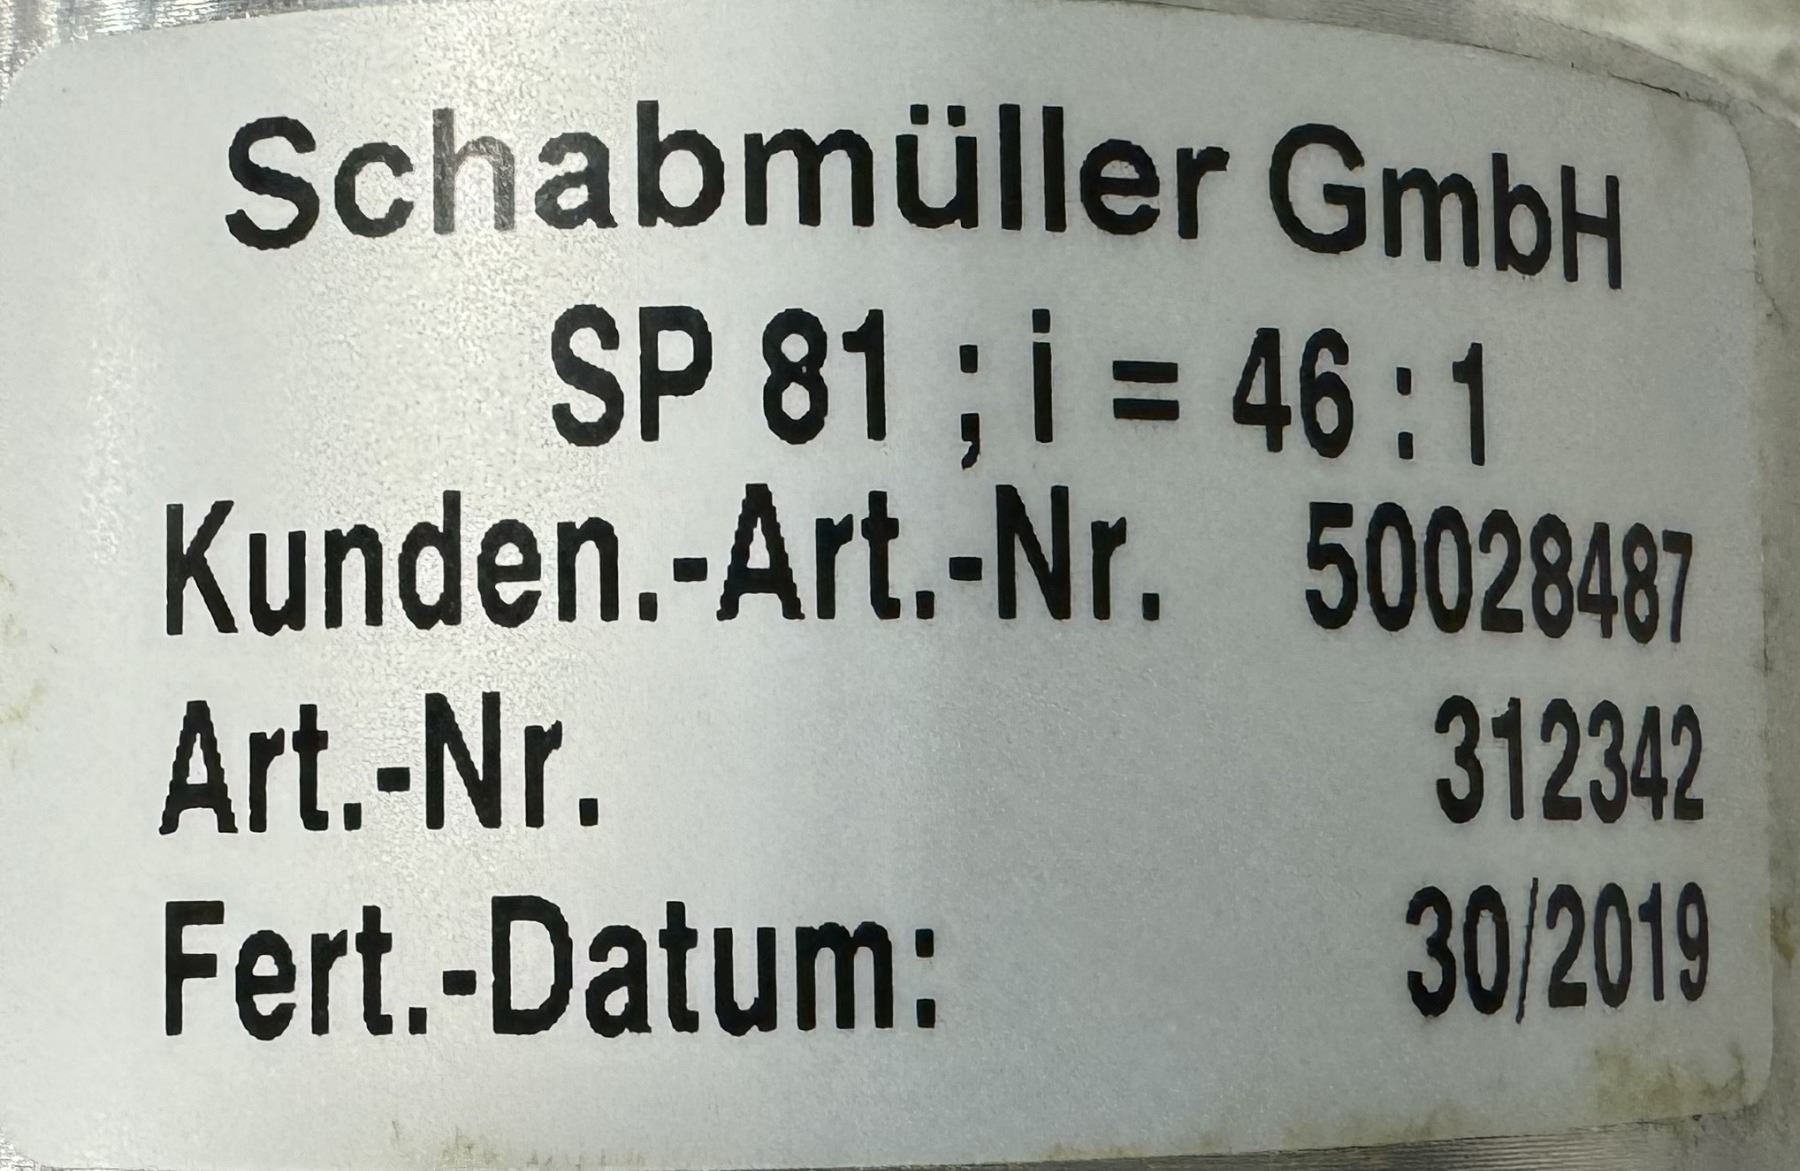 Schabmüller GmbH
SP 81 ; i = 46 : 1
Kunden.-Art.-Nr. 50028487
Art.-Nr. 312342
Fert.-Datum: 30/2019